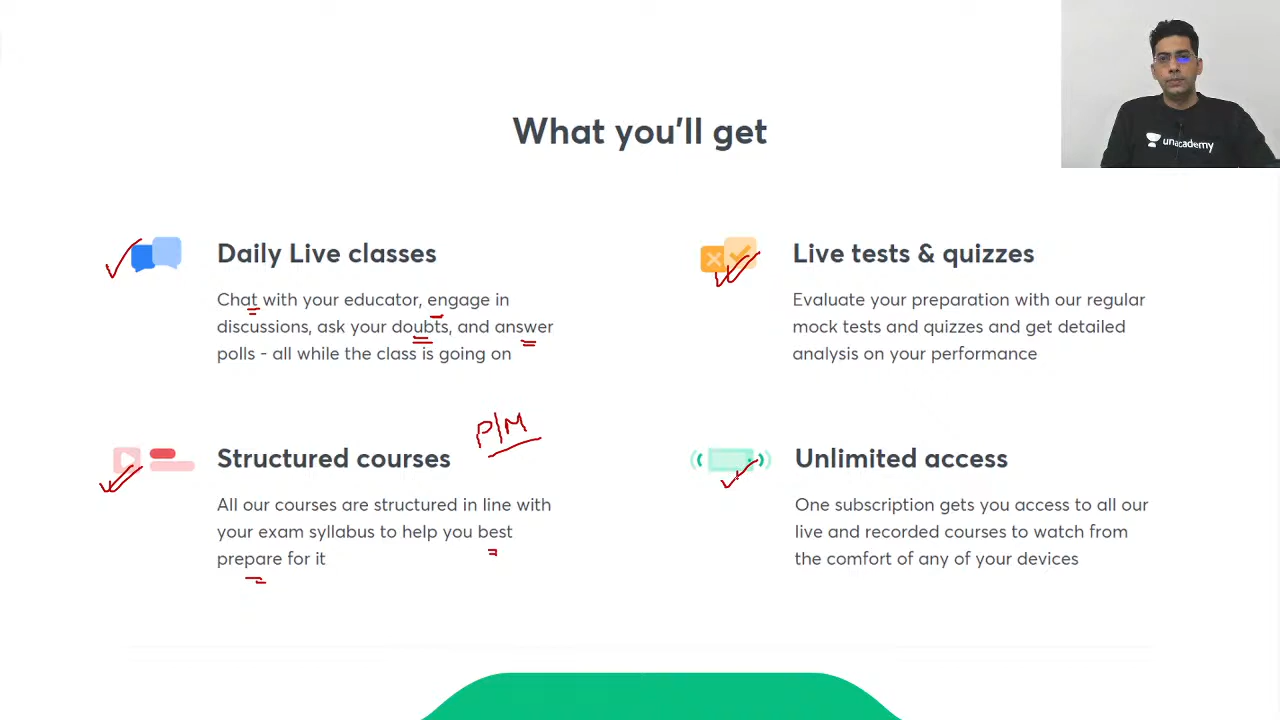 What you'll get
unacademy
Daily Live classes
Chat with your educator, engage in
discussions, ask your doubts, and answer
polls - all while the class is going on
Live tests & quizzes
Evaluate your preparation with our regular
mock tests and quizzes and get detailed
analysis on your performance
P/M
Structured courses
All our courses are structured in line with
your exam syllabus to help you best
prepare for it
Unlimited access
One subscription gets you access to all our
live and recorded courses to watch from
the comfort of any of your devices